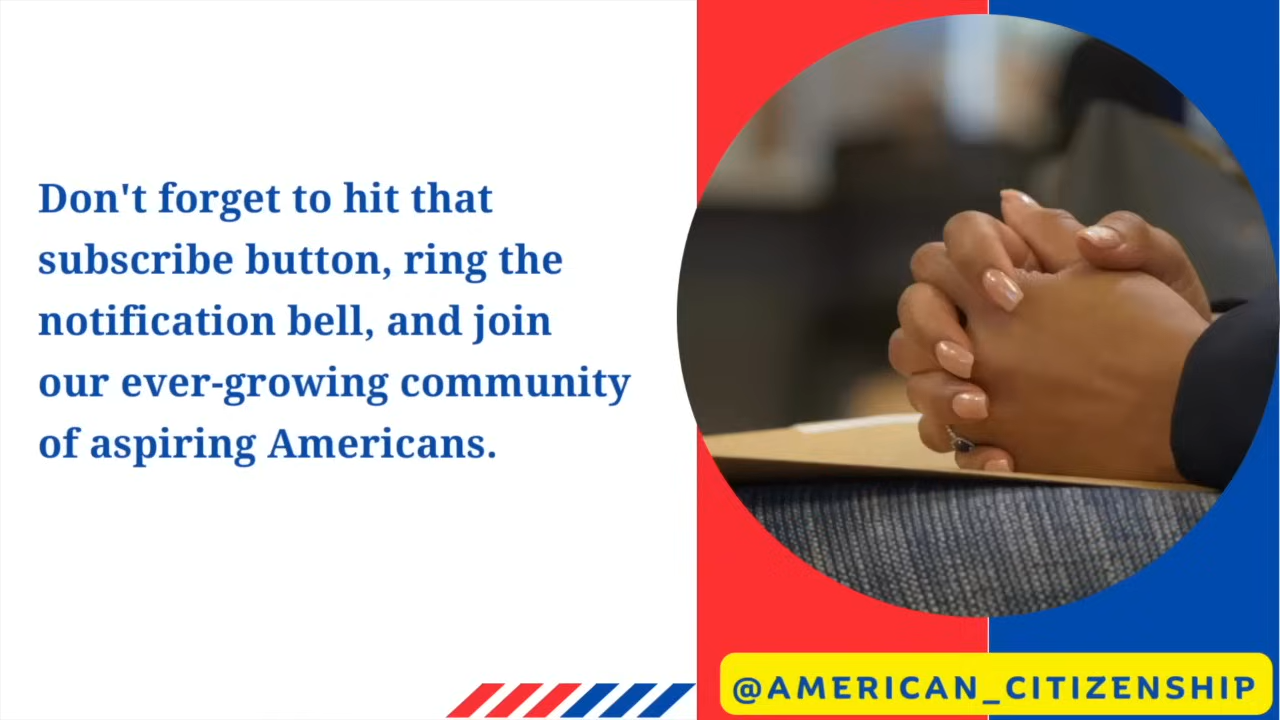 Don't forget to hit that
subscribe button, ring the
notification bell, and join
our ever-growing community
of aspiring Americans.
@AMERICAN_CITIZENSHIP